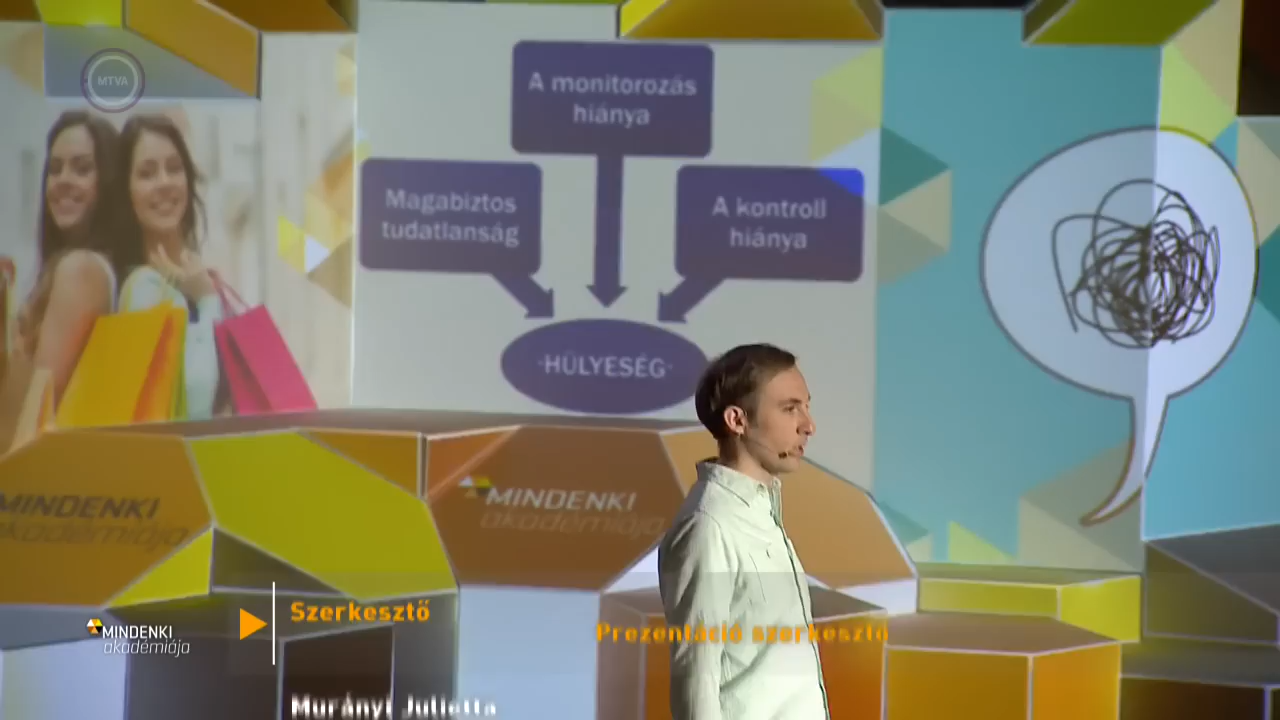 MTVA
A monitorozás
hiánya
Magabiztos
tudatlanság
A kontroll
hiánya
HÜLYESÉG
MINDENKI
akadémiája
MINDENKI
akadémiája
MINDENKI
akadémiája
Szerkesztő
Prezentáció szerkesztő
Murányi Julietta